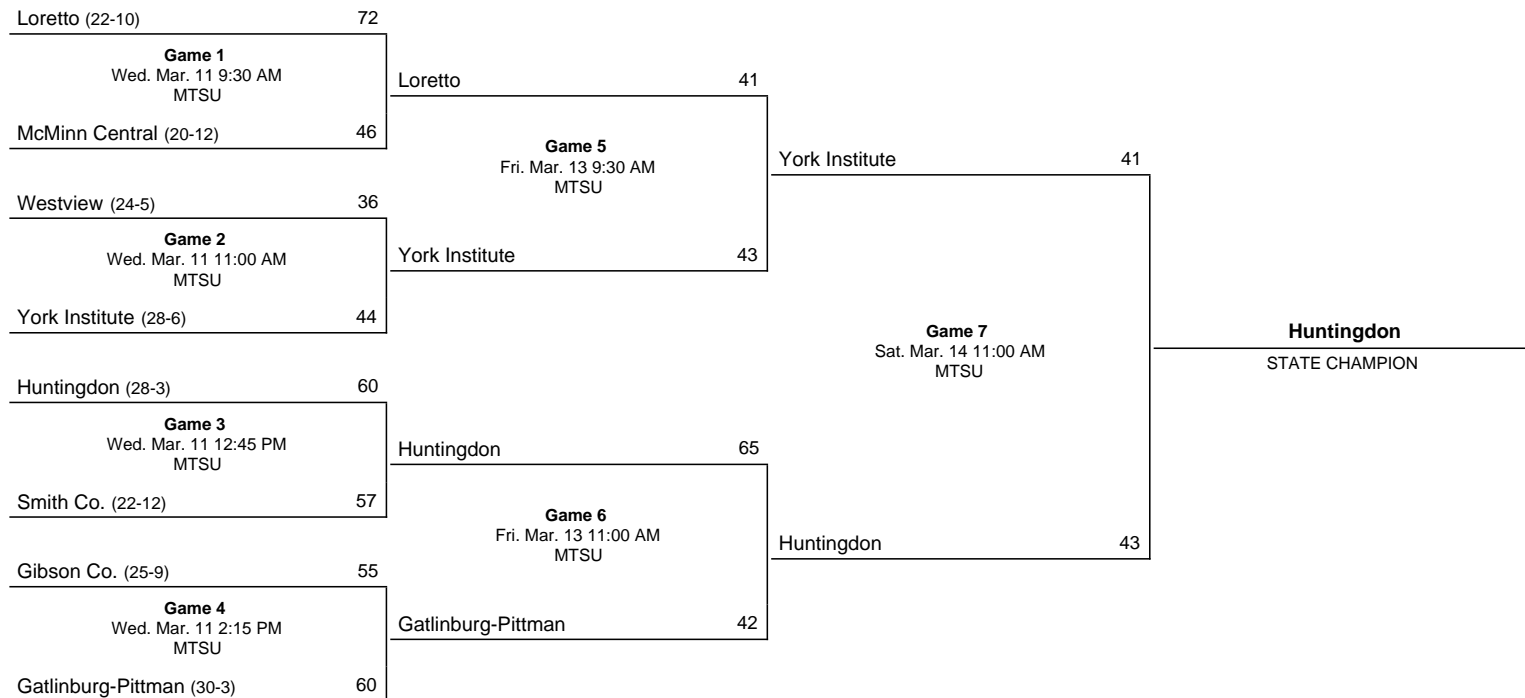 Loretto (22-10) 72
Game 1
Wed. Mar. 11 9:30 AM
MTSU
McMinn Central (20-12) 46
Westview (24-5) 36
Game 2
Wed. Mar. 11 11:00 AM
MTSU
York Institute (28-6) 44
Huntingdon (28-3) 60
Game 3
Wed. Mar. 11 12:45 PM
MTSU
Smith Co. (22-12) 57
Gibson Co. (25-9) 55
Game 4
Wed. Mar. 11 2:15 PM
MTSU
Gatlinburg-Pittman (30-3) 60
Loretto 41
Game 5
Fri. Mar. 13 9:30 AM
MTSU
York Institute 43
Huntingdon 65
Game 6
Fri. Mar. 13 11:00 AM
MTSU
Gatlinburg-Pittman 42
York Institute 41
Game 7
Sat. Mar. 14 11:00 AM
MTSU
Huntingdon 43
Huntingdon
STATE CHAMPION